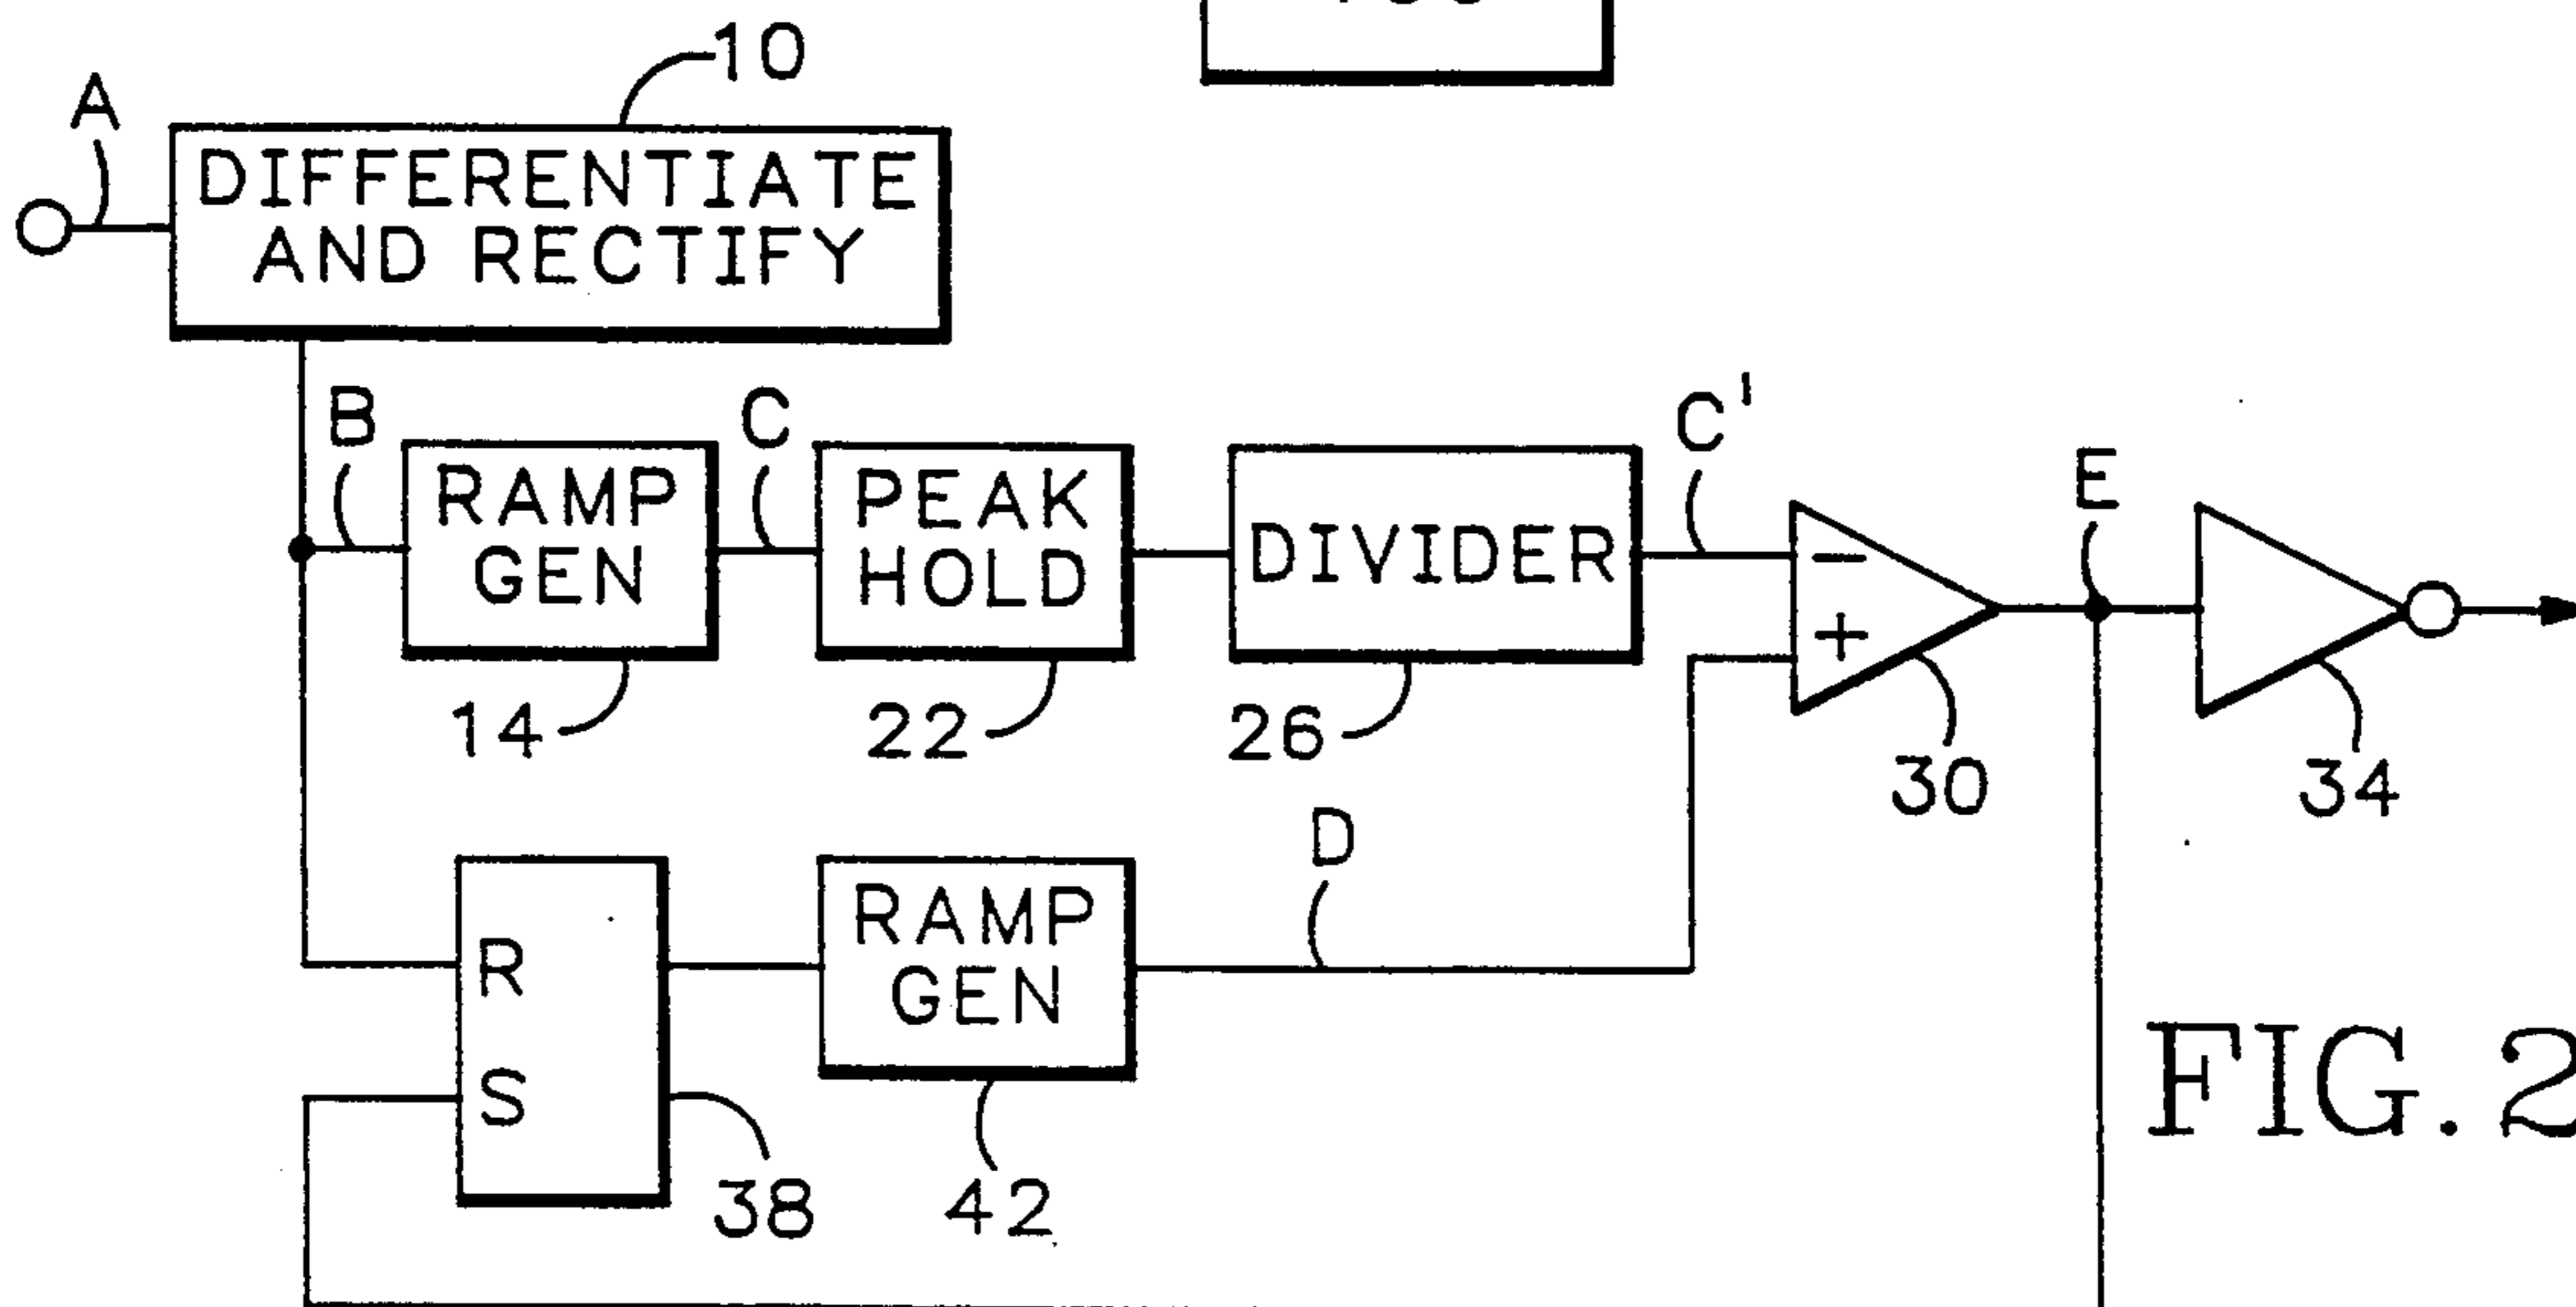 10
A
DIFFERENTIATE
AND RECTIFY
B
C
C'
E
RAMP
GEN
PEAK
HOLD
DIVIDER
−
+
14
22
26
30
34
D
R
S
RAMP
GEN
38
42
FIG. 2